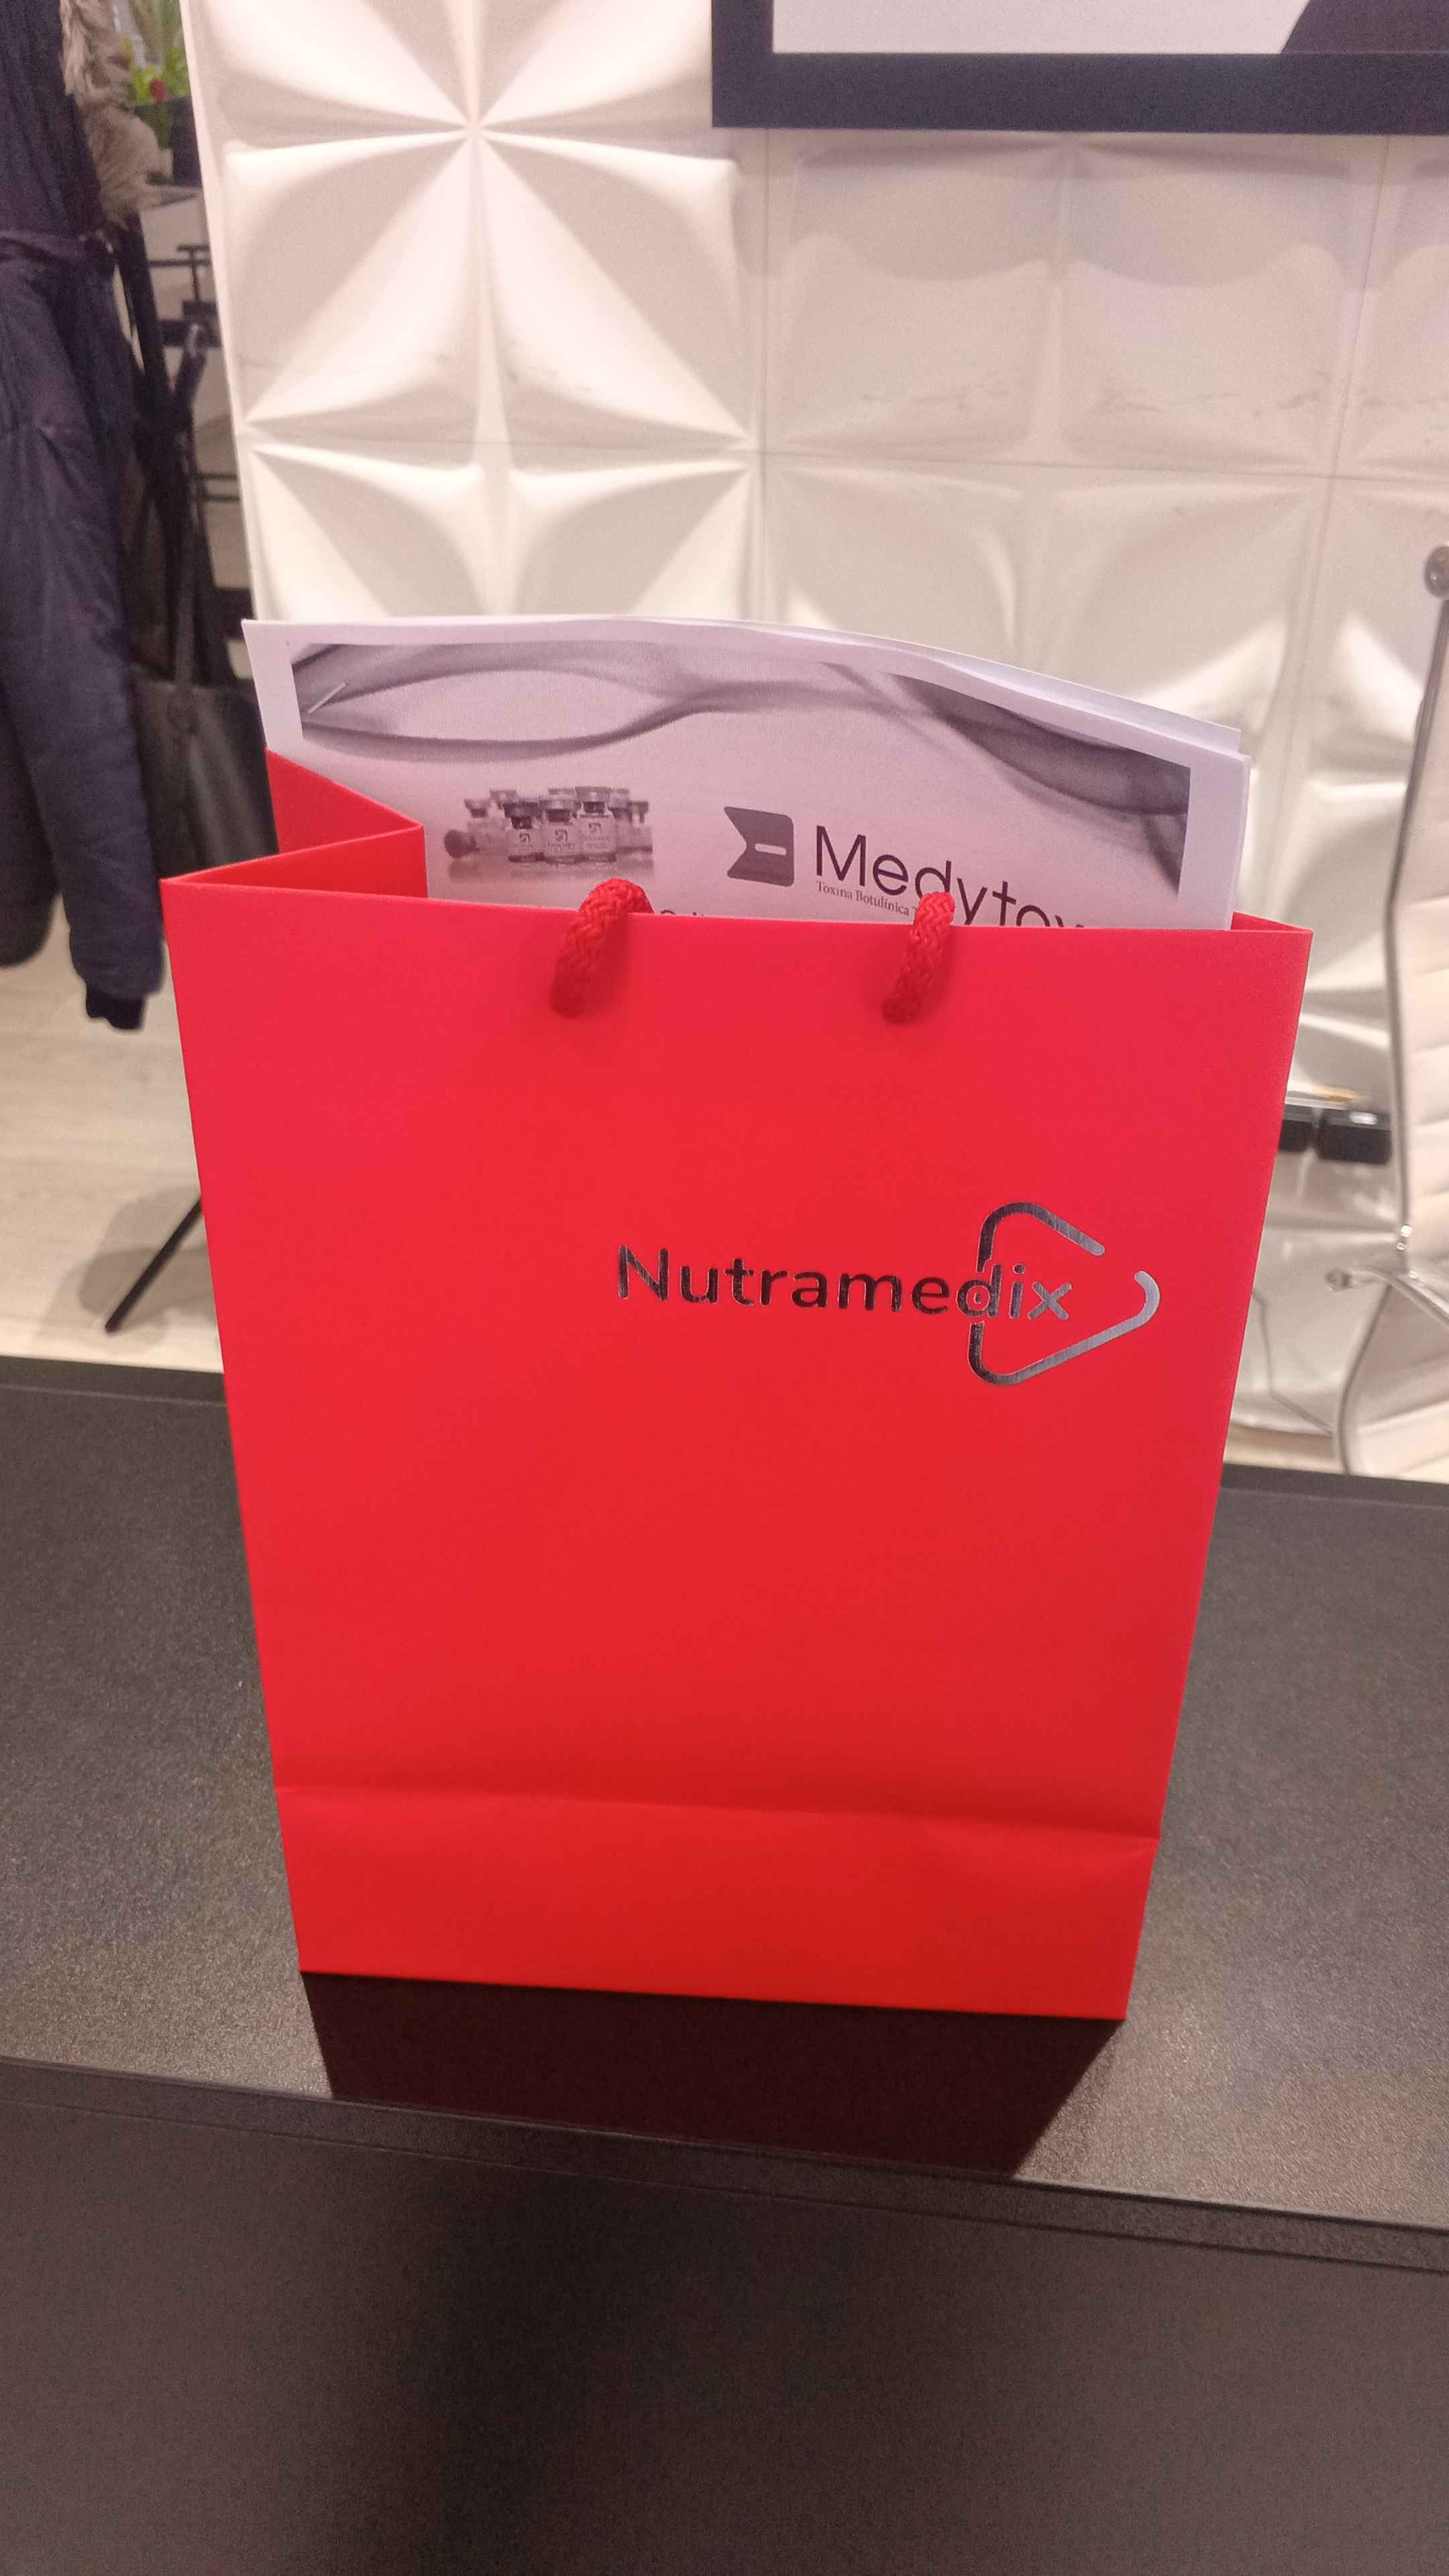 Medytox
Toxina Botulínica
Nutramedix